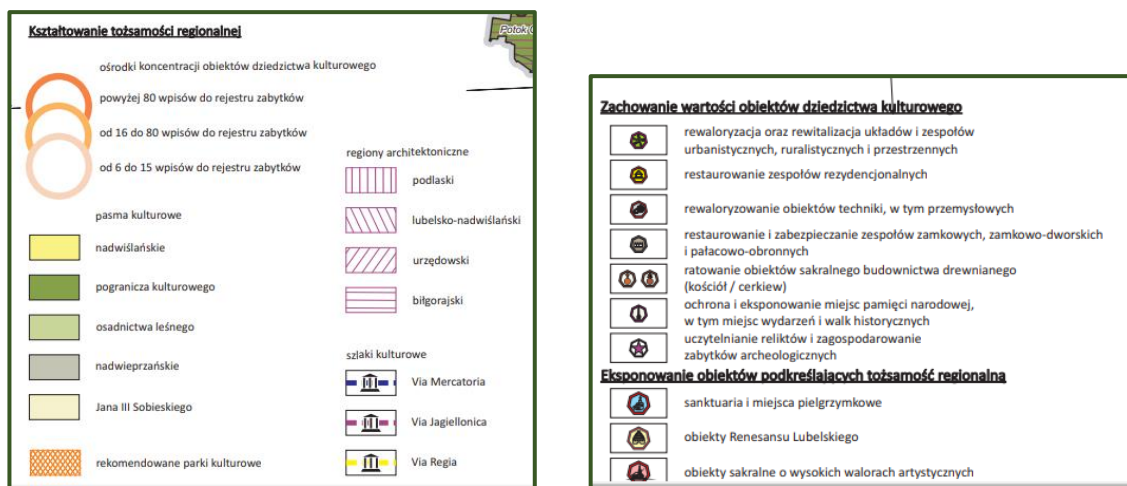 Kształtowanie tożsamości regionalnej
Potok
ośrodki koncentracji obiektów dziedzictwa kulturowego
powyżej 80 wpisów do rejestru zabytków
od 16 do 80 wpisów do rejestru zabytków
od 6 do 15 wpisów do rejestru zabytków
pasma kulturowe
nadwiślańskie
pogranicza kulturowego
osadnictwa leśnego
nadwieprzańskie
Jana III Sobieskiego
rekomendowane parki kulturowe
regiony architektoniczne
podlaski
lubelsko-nadwiślański
urzędowski
biłgorajski
szlaki kulturowe
Via Mercatoria
Via Jagiellonica
Via Regia
Zachowanie wartości obiektów dziedzictwa kulturowego
rewaloryzacja oraz rewitalizacja układów i zespołów
urbanistycznych, ruralistycznych i przestrzennych
restaurowanie zespołów rezydencjonalnych
rewaloryzowanie obiektów techniki, w tym przemysłowych
restaurowanie i zabezpieczanie zespołów zamkowych, zamkowo-dworskich
i pałacowo-obronnych
ratowanie obiektów sakralnego budownictwa drewnianego
(kościół / cerkiew)
ochrona i eksponowanie miejsc pamięci narodowej,
w tym miejsc wydarzeń i walk historycznych
uczytelnianie reliktów i zagospodarowanie
zabytków archeologicznych
Eksponowanie obiektów podkreślających tożsamość regionalną
sanktuaria i miejsca pielgrzymkowe
obiekty Renesansu Lubelskiego
obiekty sakralne o wysokich walorach artystycznych